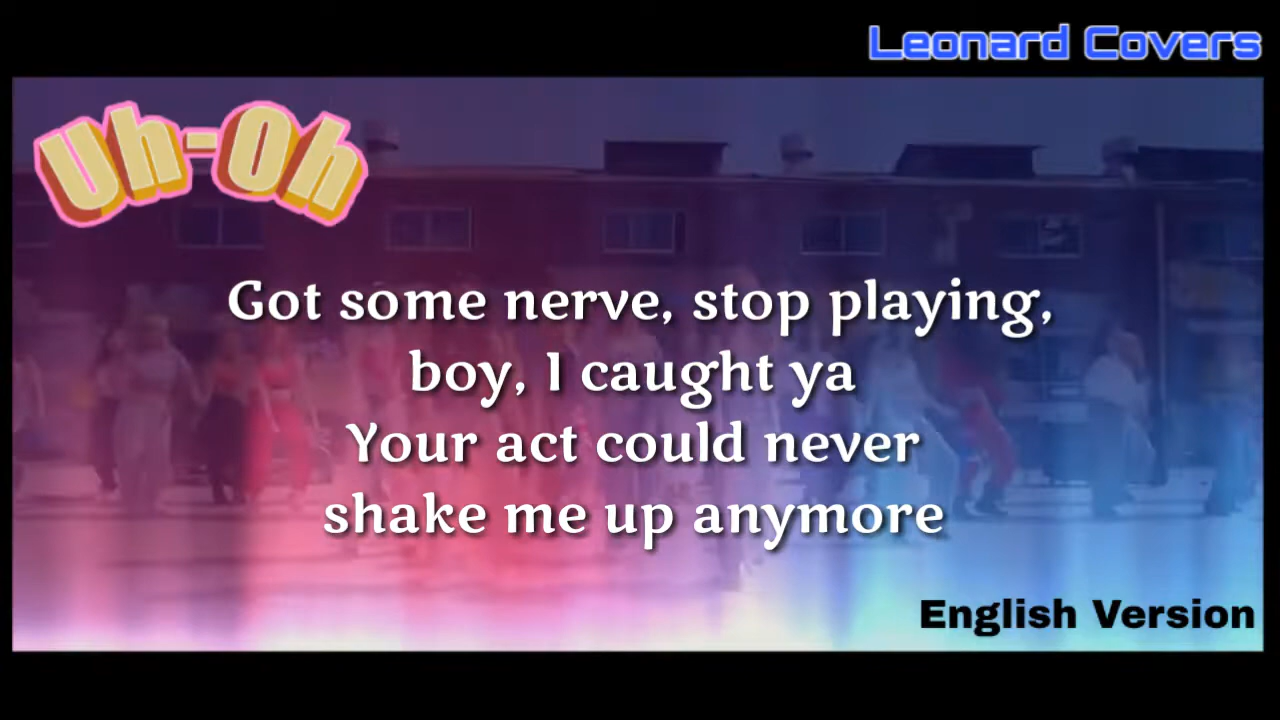 Leonard Covers
Uh-Oh
Got some nerve, stop playing,
boy, I caught ya
Your act could never
shake me up anymore
English Version